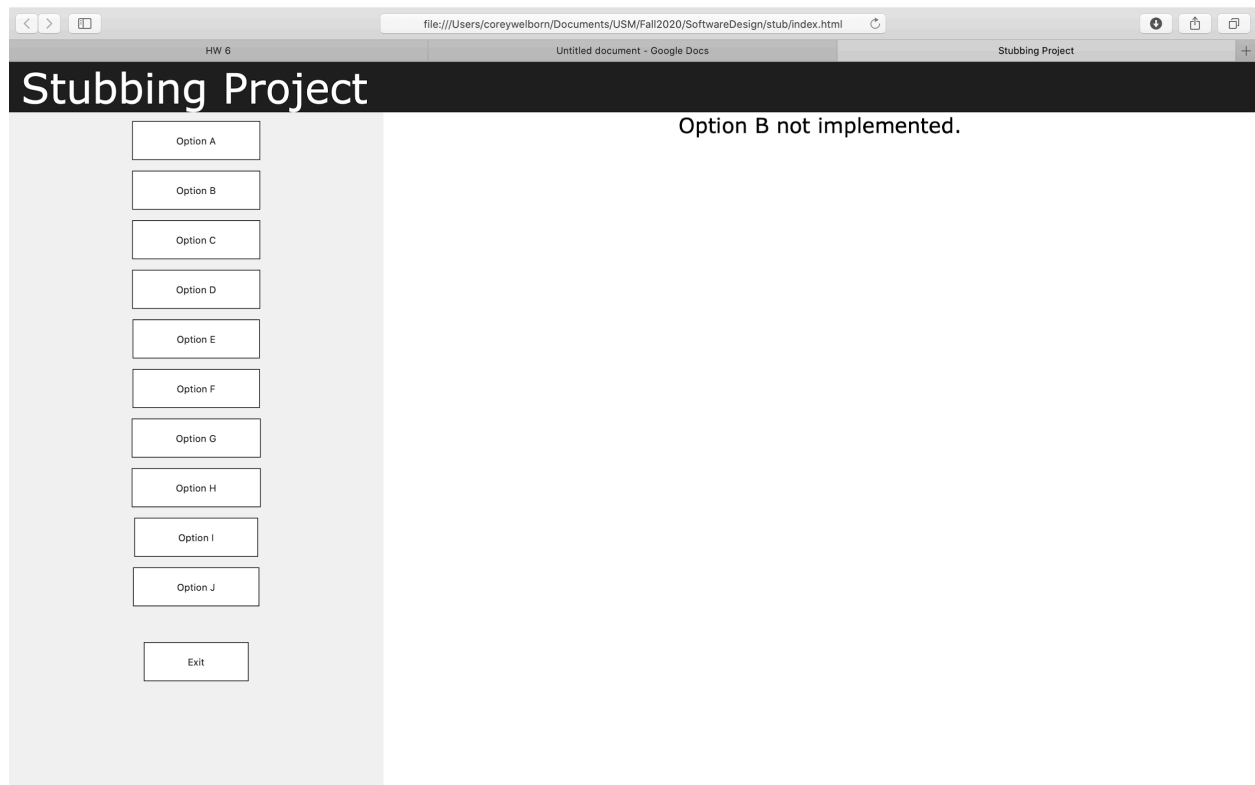 file:///Users/coreywelborn/Documents/USM/Fall2020/SoftwareDesign/stub/index.html
HW 6
Untitled document - Google Docs
Stubbing Project
+
Stubbing Project
Option A
Option B
Option C
Option D
Option E
Option F
Option G
Option H
Option I
Option J
Exit
Option B not implemented.